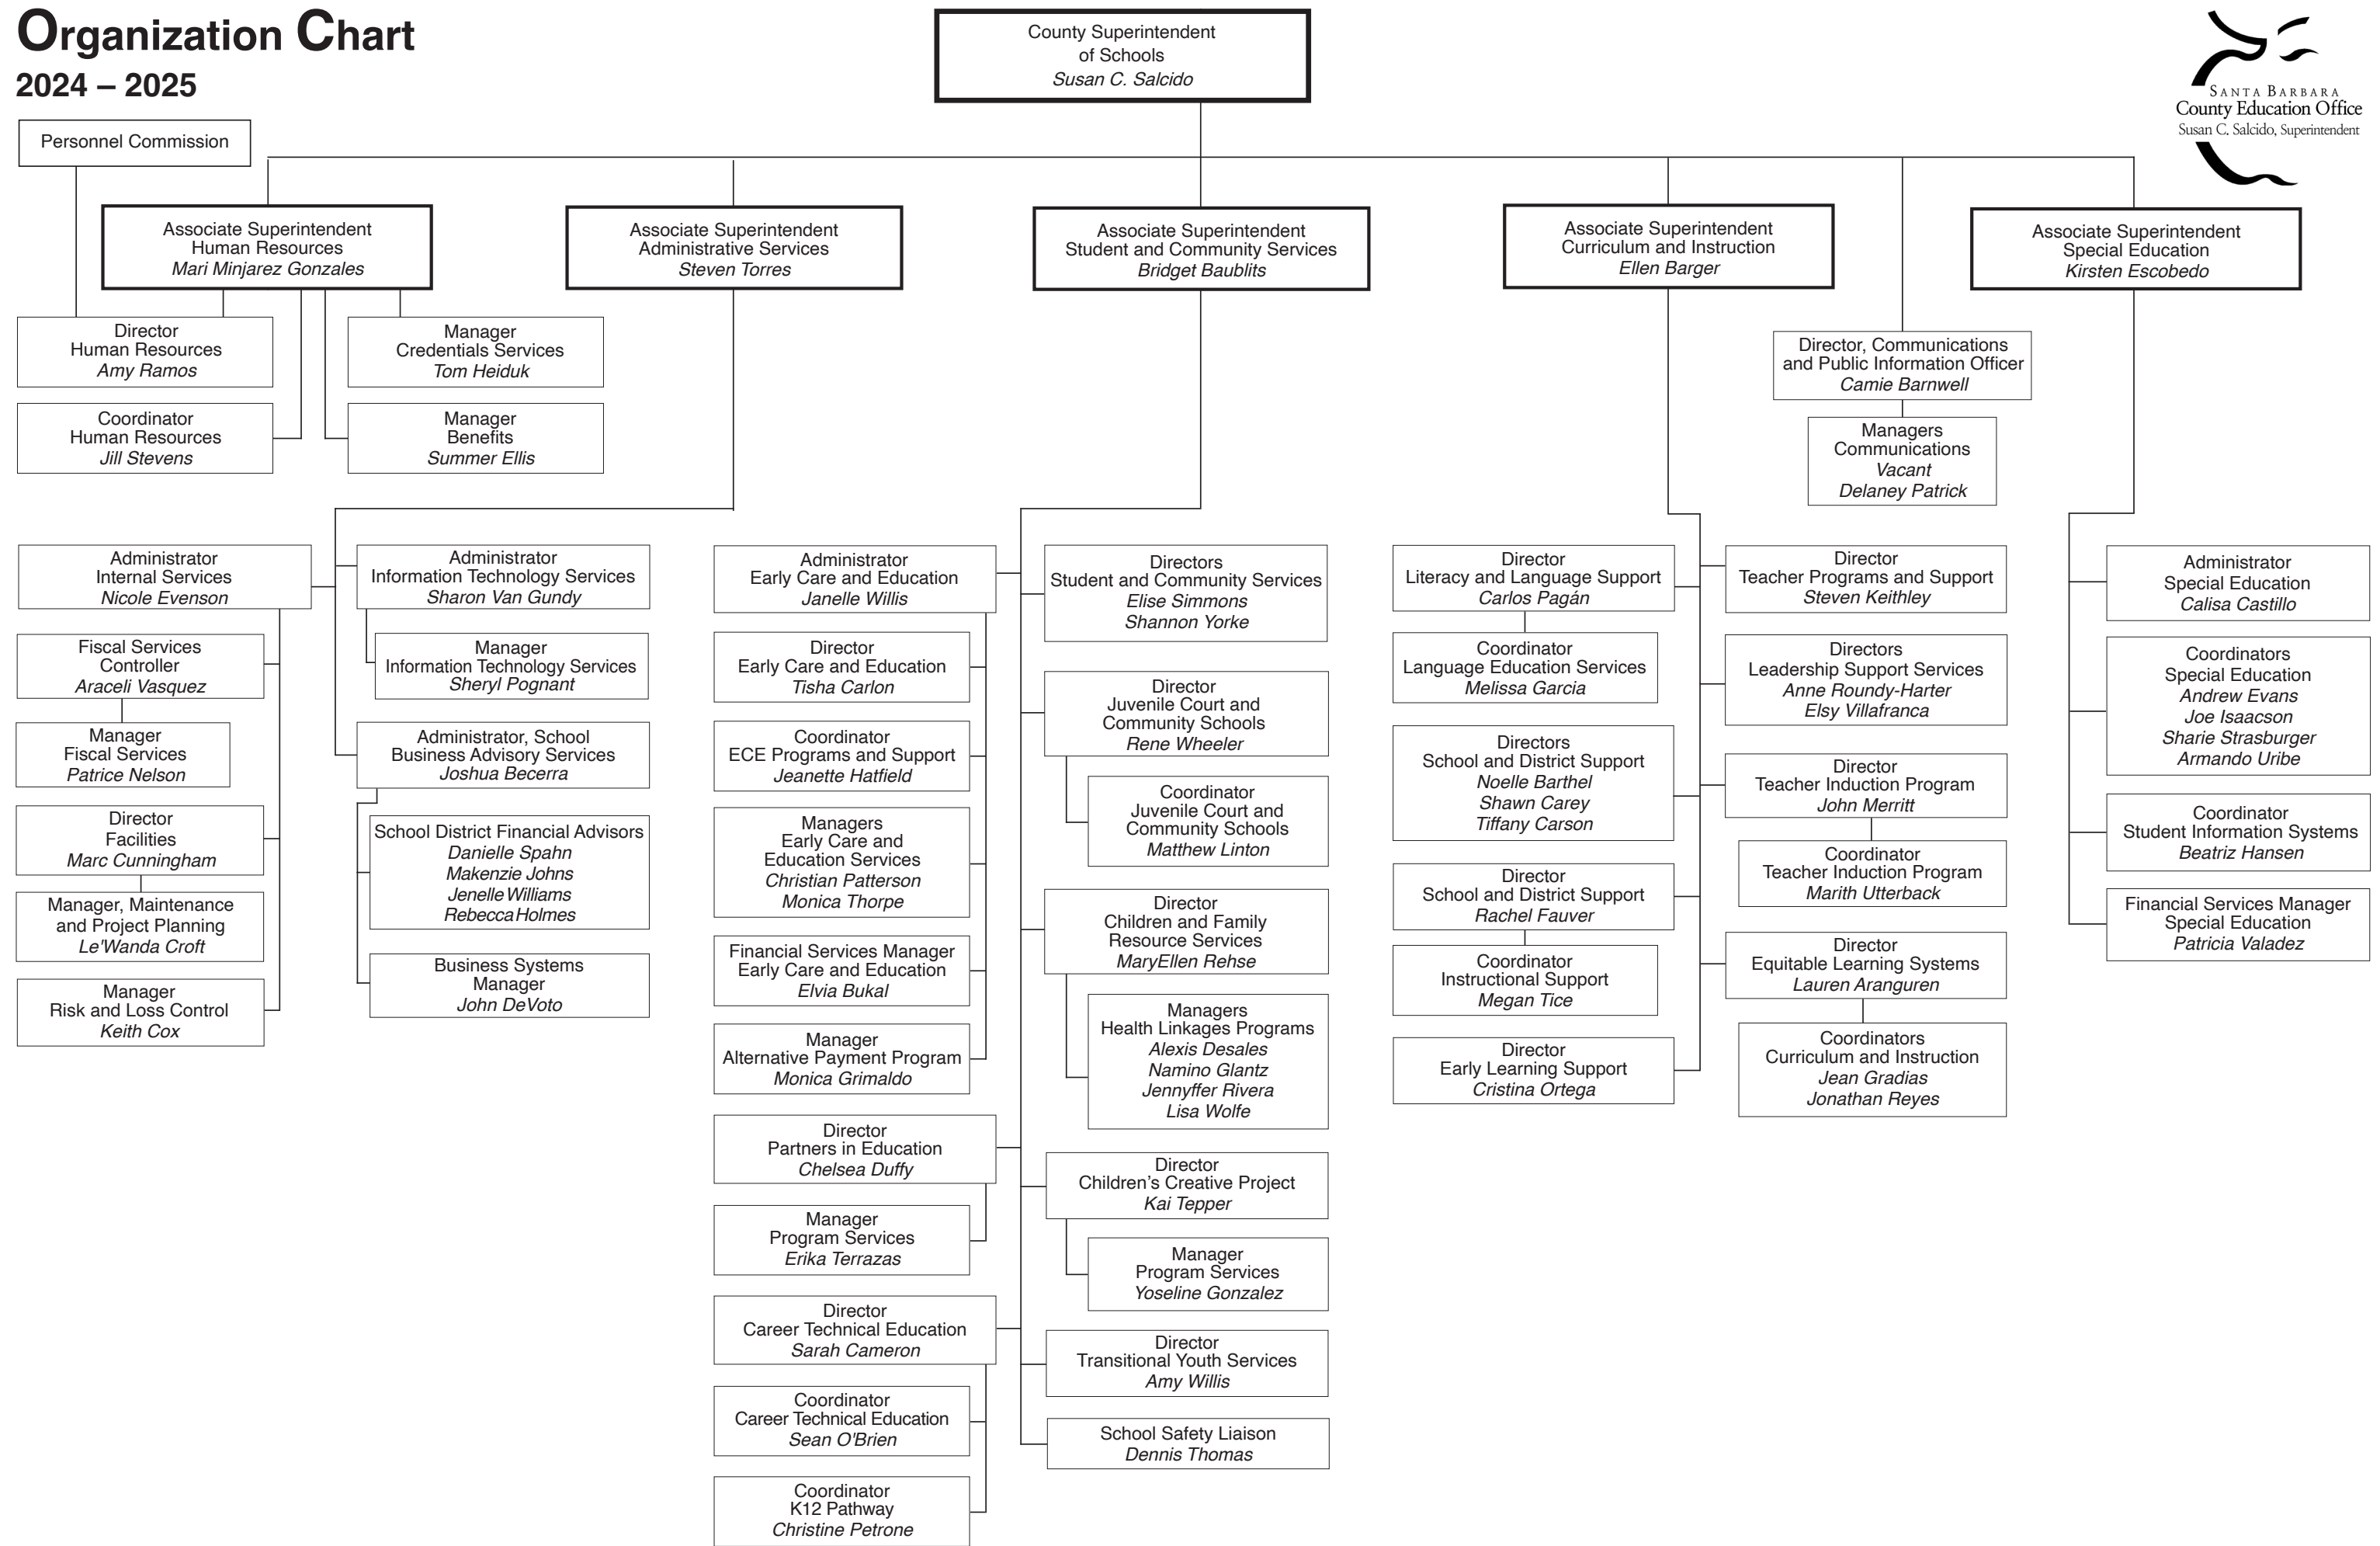 Organization Chart
2024 – 2025
County Superintendent
of Schools
Susan C. Salcido
SANTA BARBARA
County Education Office
Susan C. Salcido, Superintendent
Personnel Commission
Associate Superintendent
Human Resources
Mari Minjarez Gonzales
Associate Superintendent
Administrative Services
Steven Torres
Associate Superintendent
Student and Community Services
Bridget Baublits
Associate Superintendent
Curriculum and Instruction
Ellen Barger
Associate Superintendent
Special Education
Kirsten Escobedo
Director
Human Resources
Amy Ramos
Manager
Credentials Services
Tom Heiduk
Coordinator
Human Resources
Jill Stevens
Manager
Benefits
Summer Ellis
Director, Communications
and Public Information Officer
Camie Barnwell
Managers
Communications
Vacant
Delaney Patrick
Administrator
Internal Services
Nicole Evenson
Fiscal Services
Controller
Araceli Vasquez
Manager
Fiscal Services
Patrice Nelson
Director
Facilities
Marc Cunningham
Manager, Maintenance
and Project Planning
Le'Wanda Croft
Manager
Risk and Loss Control
Keith Cox
Administrator
Information Technology Services
Sharon Van Gundy
Manager
Information Technology Services
Sheryl Pognant
Administrator, School
Business Advisory Services
Joshua Becerra
School District Financial Advisors
Danielle Spahn
Makenzie Johns
Jenelle Williams
Rebecca Holmes
Business Systems
Manager
John DeVoto
Administrator
Early Care and Education
Janelle Willis
Director
Early Care and Education
Tisha Carlon
Coordinator
ECE Programs and Support
Jeanette Hatfield
Managers
Early Care and
Education Services
Christian Patterson
Monica Thorpe
Financial Services Manager
Early Care and Education
Elvia Bukal
Manager
Alternative Payment Program
Monica Grimaldo
Director
Partners in Education
Chelsea Duffy
Manager
Program Services
Erika Terrazas
Director
Career Technical Education
Sarah Cameron
Coordinator
Career Technical Education
Sean O'Brien
Coordinator
K12 Pathway
Christine Petrone
Directors
Student and Community Services
Elise Simmons
Shannon Yorke
Director
Juvenile Court and
Community Schools
Rene Wheeler
Coordinator
Juvenile Court and
Community Schools
Matthew Linton
Director
Children and Family
Resource Services
MaryEllen Rehse
Managers
Health Linkages Programs
Alexis Desales
Namino Glantz
Jennyffer Rivera
Lisa Wolfe
Director
Children’s Creative Project
Kai Tepper
Manager
Program Services
Yoseline Gonzalez
Director
Transitional Youth Services
Amy Willis
School Safety Liaison
Dennis Thomas
Director
Literacy and Language Support
Carlos Pagán
Coordinator
Language Education Services
Melissa Garcia
Directors
School and District Support
Noelle Barthel
Shawn Carey
Tiffany Carson
Director
School and District Support
Rachel Fauver
Coordinator
Instructional Support
Megan Tice
Director
Early Learning Support
Cristina Ortega
Director
Teacher Programs and Support
Steven Keithley
Directors
Leadership Support Services
Anne Roundy-Harter
Elsy Villafranca
Director
Teacher Induction Program
John Merritt
Coordinator
Teacher Induction Program
Marith Utterback
Director
Equitable Learning Systems
Lauren Aranguren
Coordinators
Curriculum and Instruction
Jean Gradias
Jonathan Reyes
Administrator
Special Education
Calisa Castillo
Coordinators
Special Education
Andrew Evans
Joe Isaacson
Sharie Strasburger
Armando Uribe
Coordinator
Student Information Systems
Beatriz Hansen
Financial Services Manager
Special Education
Patricia Valadez